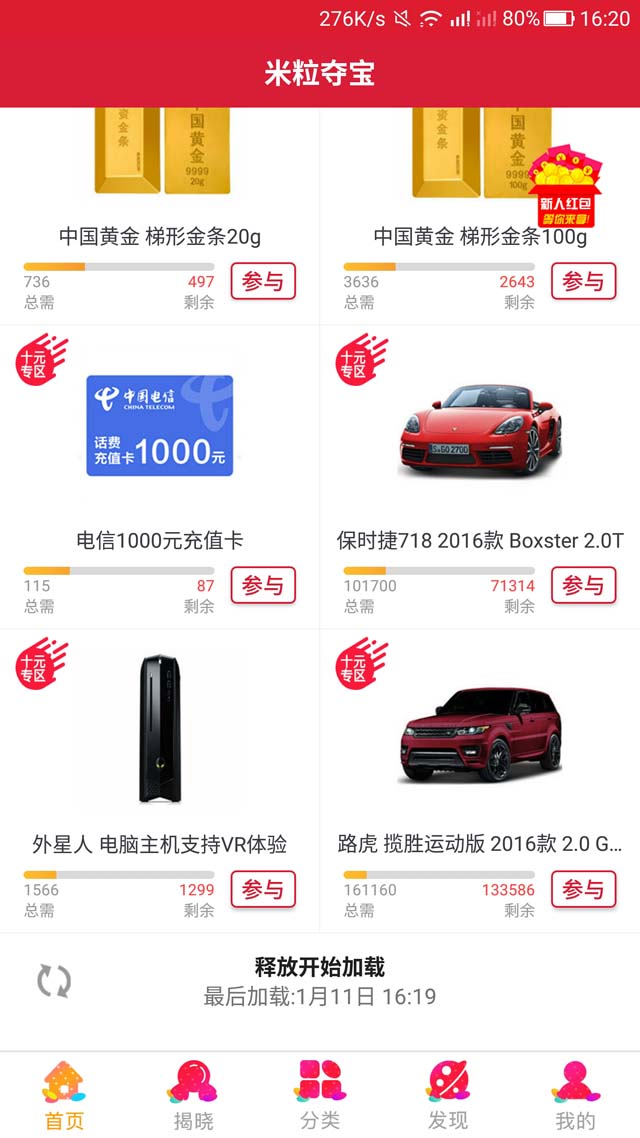 276K/s 80% 16:20
米粒夺宝
资金条
中国黄金
9999
20g
中国黄金
9999
100g
新人红包
等你来拿!
中国黄金 梯形金条20g
736
497
总需
剩余
参与
中国黄金 梯形金条100g
3636
2643
总需
剩余
参与
十元
专区
中国电信
CHINA TELECOM
话费
充值卡1000元
电信1000元充值卡
115
87
总需
剩余
参与
十元
专区
S·GO 2700
保时捷718 2016款 Boxster 2.0T
101700
71314
总需
剩余
参与
十元
专区
外星人 电脑主机支持VR体验
1566
1299
总需
剩余
参与
十元
专区
路虎 揽胜运动版 2016款 2.0 G...
161160
133586
总需
剩余
参与
释放开始加载
最后加载:1月11日 16:19
首页
揭晓
分类
发现
我的